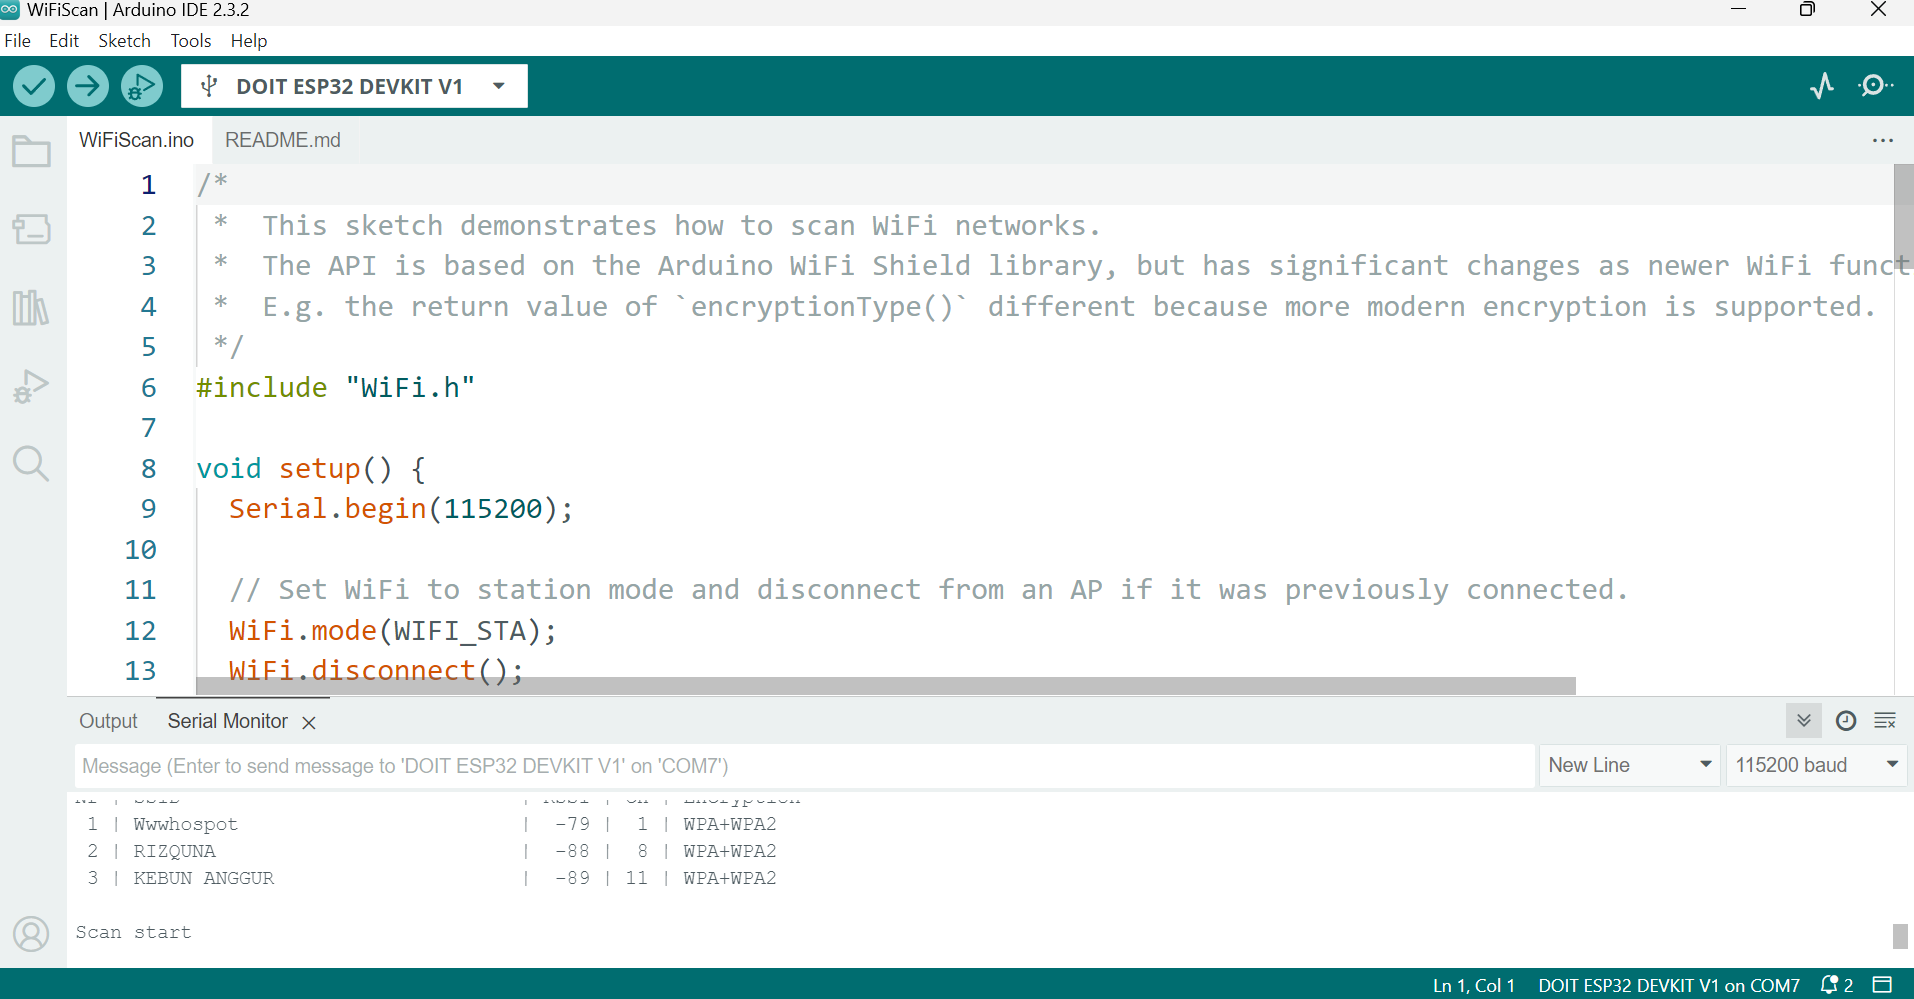 WiFiScan | Arduino IDE 2.3.2
File Edit Sketch Tools Help
DOIT ESP32 DEVKIT V1
WiFiScan.ino README.md
1 /*
2 * This sketch demonstrates how to scan WiFi networks.
3 * The API is based on the Arduino WiFi Shield library, but has significant changes as newer WiFi funct
4 * E.g. the return value of `encryptionType()` different because more modern encryption is supported.
5 */
6 #include "WiFi.h"
7
8 void setup() {
9 Serial.begin(115200);
10
11 // Set WiFi to station mode and disconnect from an AP if it was previously connected.
12 WiFi.mode(WIFI_STA);
13 WiFi.disconnect();
Output Serial Monitor
Message (Enter to send message to 'DOIT ESP32 DEVKIT V1' on 'COM7') New Line 115200 baud
1 | Wwwhospot | -79 | 1 | WPA+WPA2
2 | RIZQUNA | -88 | 8 | WPA+WPA2
3 | KEBUN ANGGUR | -89 | 11 | WPA+WPA2
Scan start
Ln 1, Col 1 DOIT ESP32 DEVKIT V1 on COM7 2